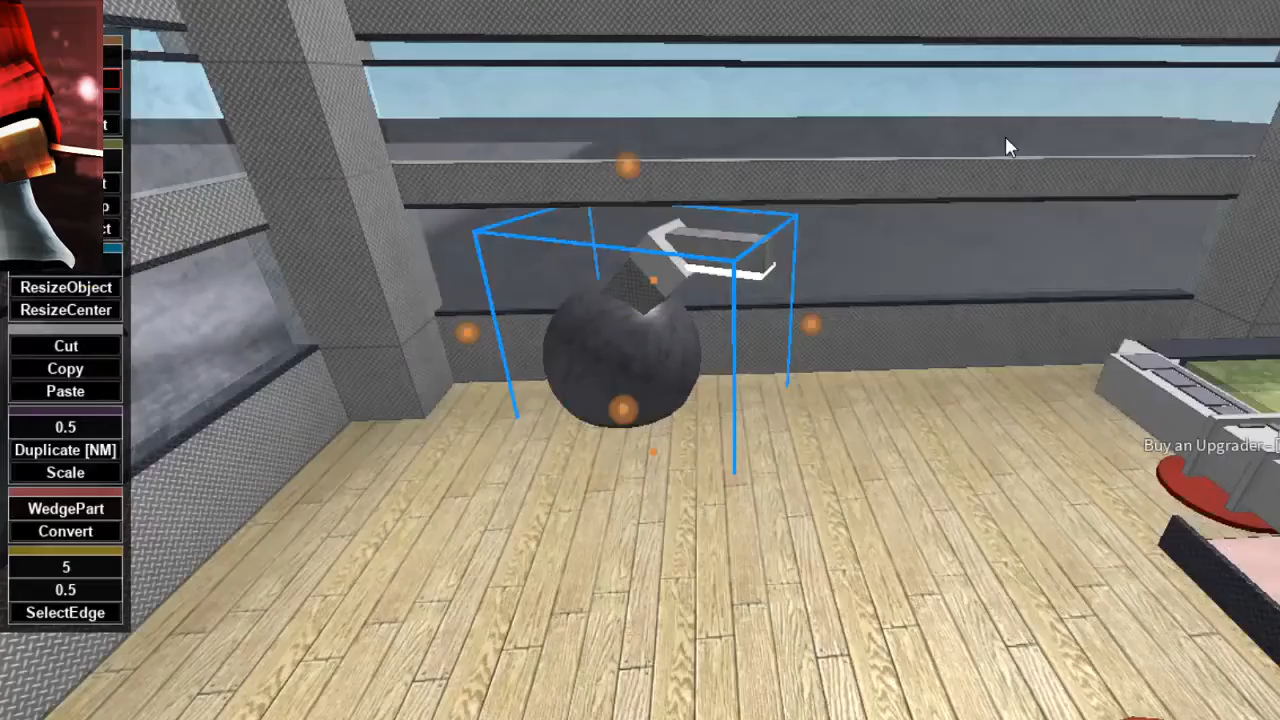 t
t
p
ct
ResizeObject
ResizeCenter
Cut
Copy
Paste
0.5
Duplicate [NM]
Scale
WedgePart
Convert
5
0.5
SelectEdge
Buy an Upgrader - [